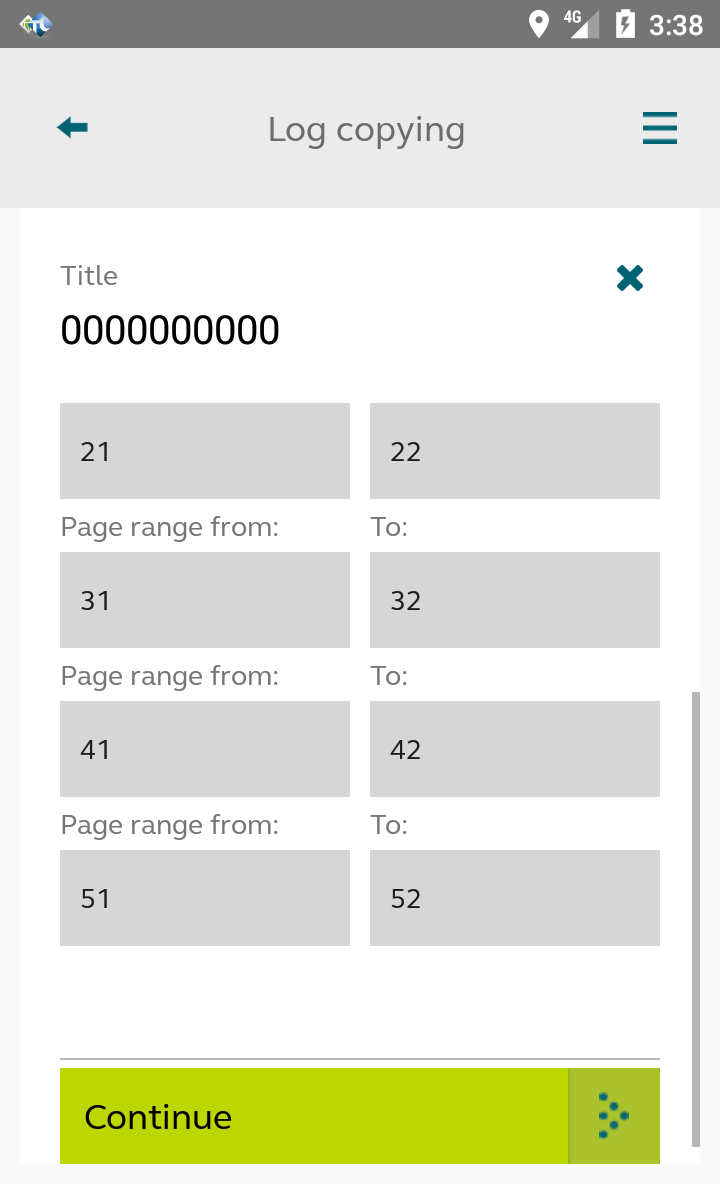 4G 3:38
Log copying
Title
0000000000
21 22
Page range from: To:
31 32
Page range from: To:
41 42
Page range from: To:
51 52
Continue